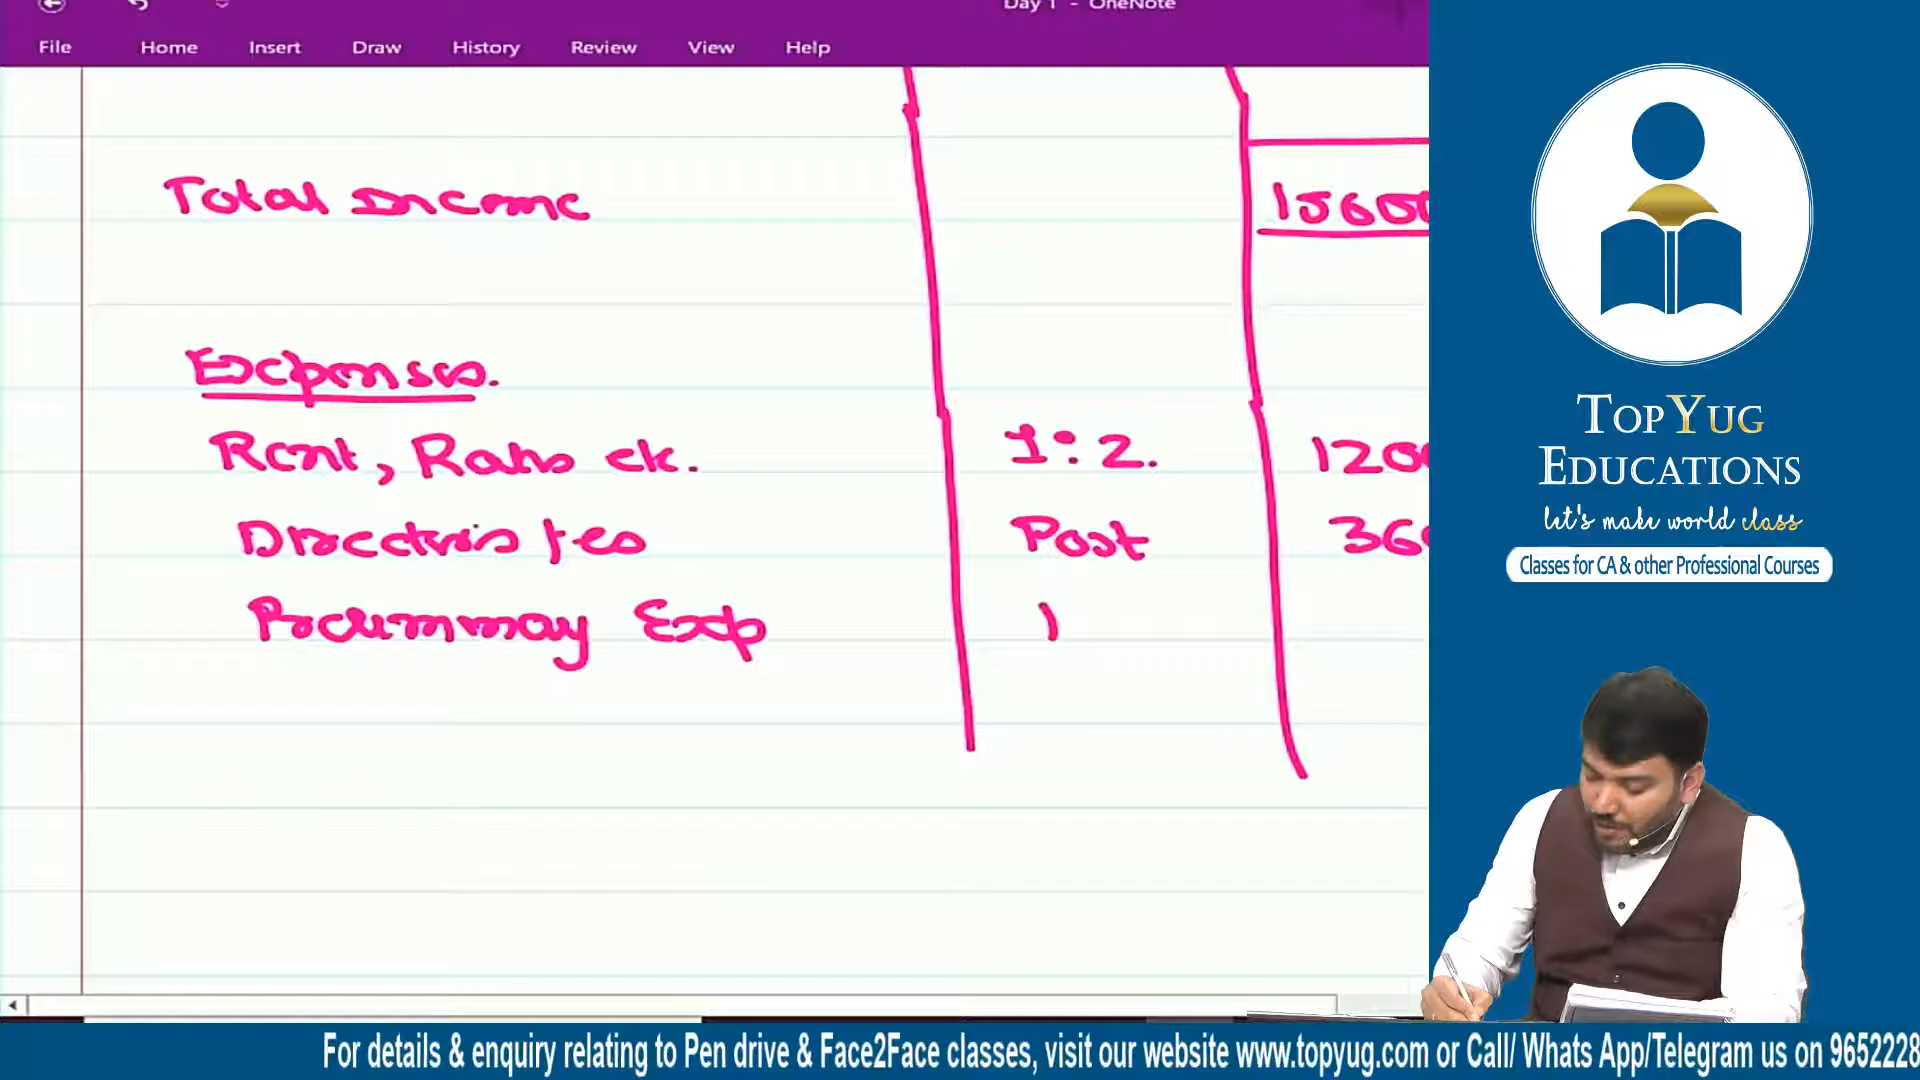 Day 1 - OneNote
File Home Insert Draw History Review View Help
Total Income 15600
Expenses.
Rent, Rates etc. 1:2. 1200
Directors fees Post 360
Preliminary Exp
TOPYUG
EDUCATIONS
let's make world class
Classes for CA & other Professional Courses
For details & enquiry relating to Pen drive & Face2Face classes, visit our website www.topyug.com or Call/ Whats App/Telegram us on 9652228